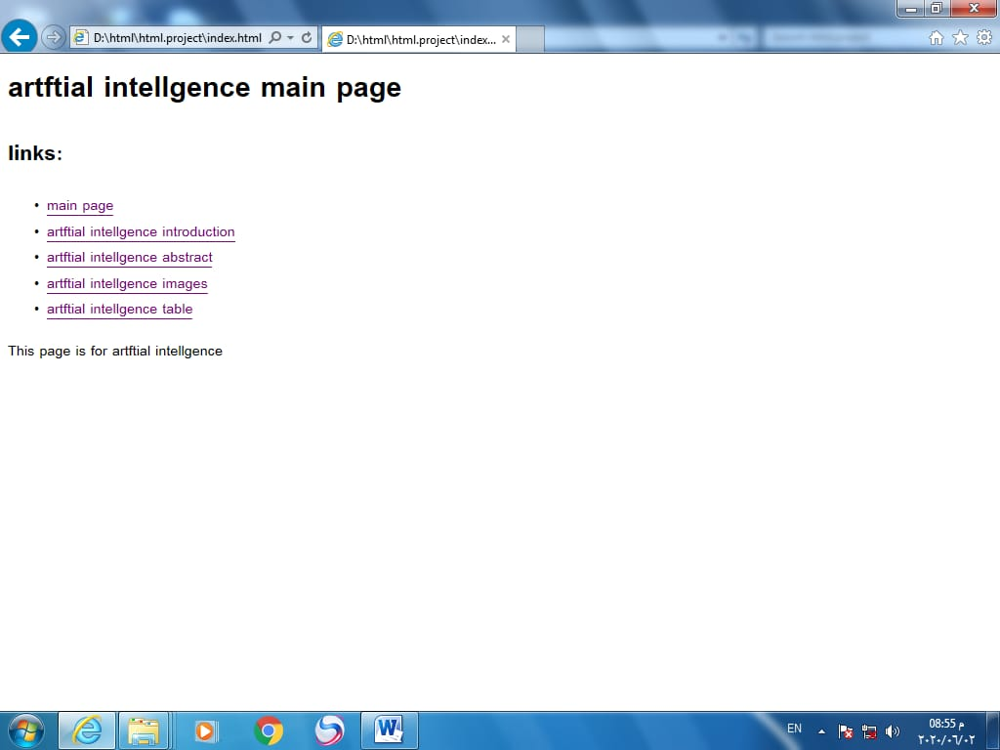 D:\html\html.project\index.html
D:\html\html.project\index...
artftial intellgence main page
links:
• main page
• artftial intellgence introduction
• artftial intellgence abstract
• artftial intellgence images
• artftial intellgence table
This page is for artftial intellgence
EN
08:55 م
٢٠٢٠/٠٦/٠٢